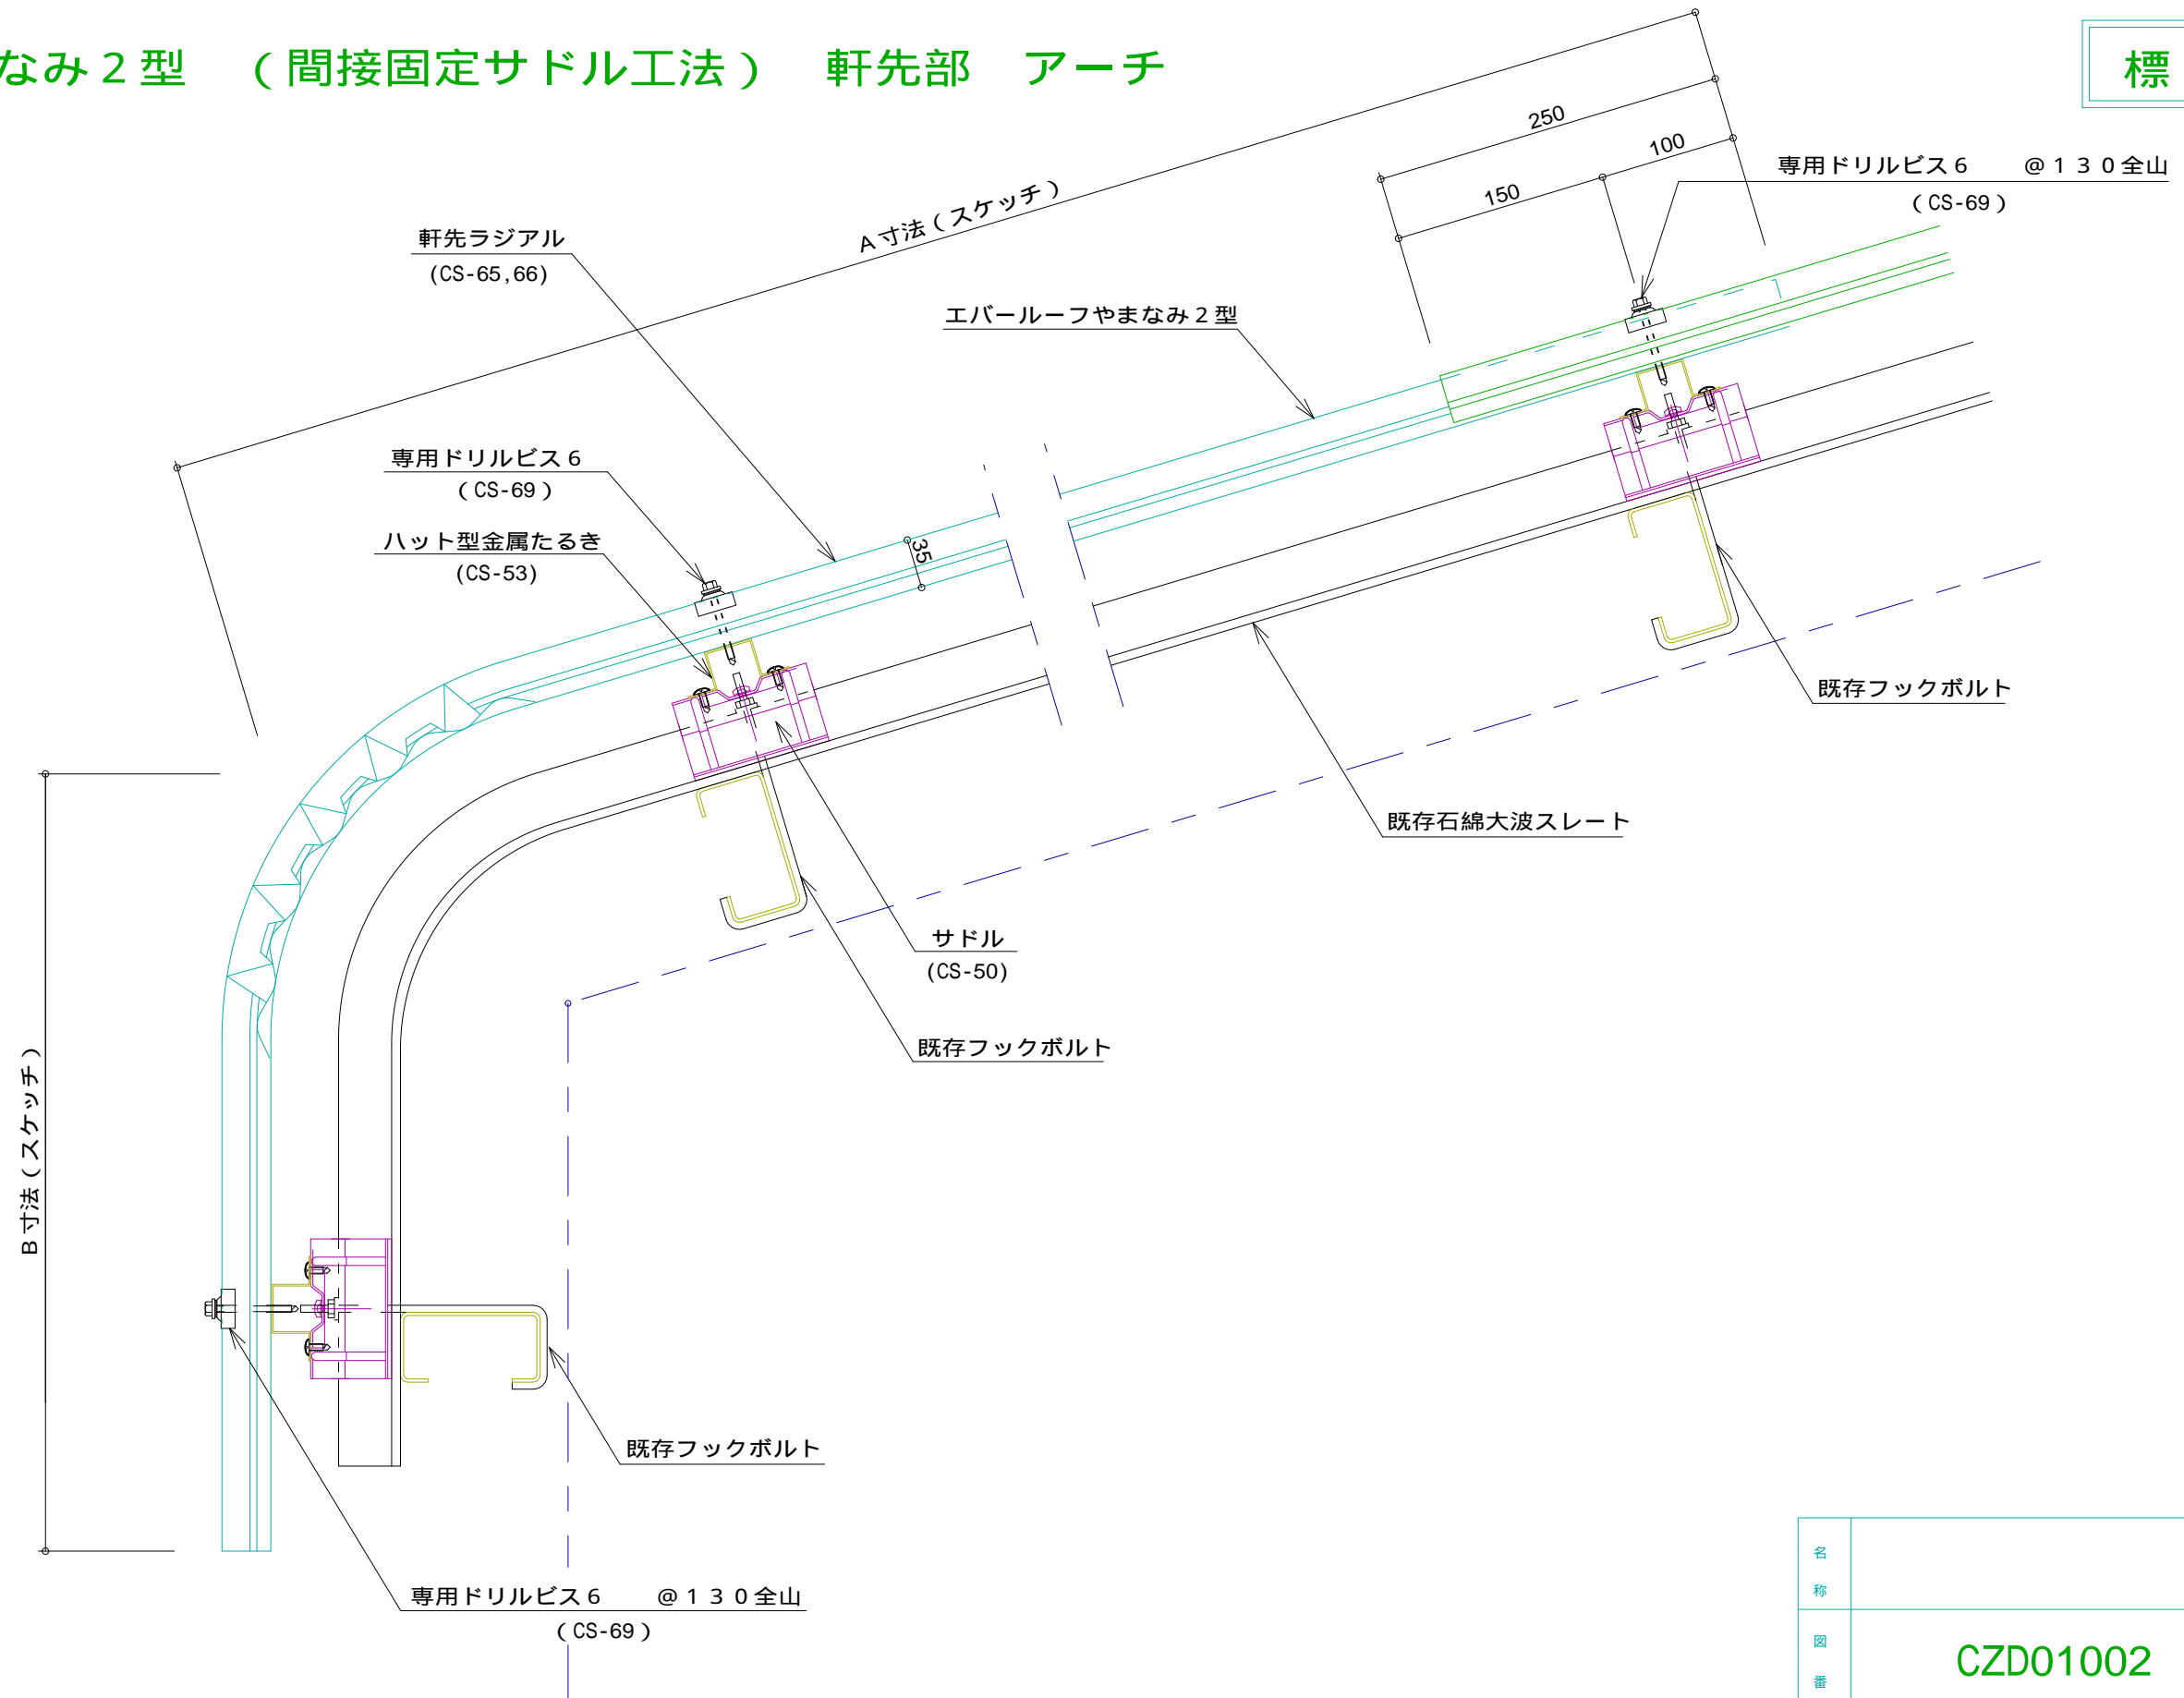 なみ２型　（間接固定サドル工法）　軒先部　アーチ
標
250
100
150
専用ドリルビス６　　＠１３０全山
（CS-69）
A寸法（スケッチ）
軒先ラジアル
(CS-65,66)
エバールーフやまなみ２型
専用ドリルビス６
（CS-69）
ハット型金属たるき
(CS-53)
35
既存フックボルト
既存石綿大波スレート
サドル
(CS-50)
既存フックボルト
B寸法（スケッチ）
既存フックボルト
専用ドリルビス６　　＠１３０全山
（CS-69）
名称
図番
CZD01002